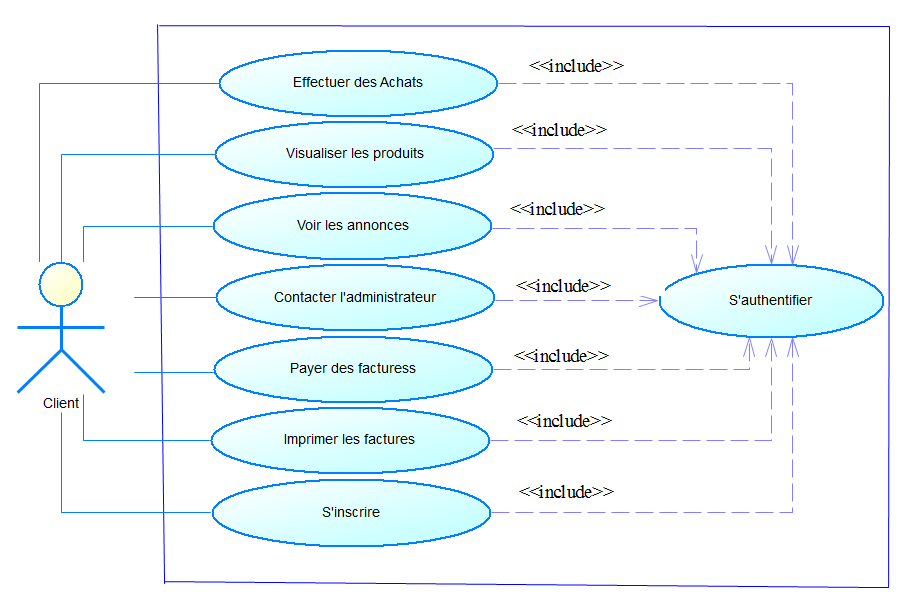 <<include>>
Effectuer des Achats
<<include>>
Visualiser les produits
<<include>>
Voir les annonces
<<include>>
Contacter l'administrateur
S'authentifier
<<include>>
Payer des facturess
Client
<<include>>
Imprimer les factures
<<include>>
S'inscrire